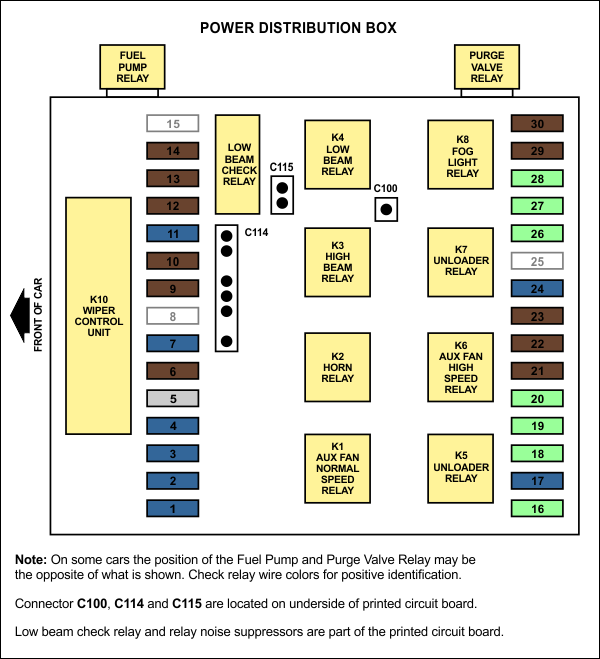 POWER DISTRIBUTION BOX
FUEL
PUMP
RELAY
PURGE
VALVE
RELAY
15
14
13
12
11
10
9
8
7
6
5
4
3
2
1
LOW
BEAM
CHECK
RELAY
C115
C114
K10
WIPER
CONTROL
UNIT
FRONT OF CAR
K4
LOW
BEAM
RELAY
C100
K3
HIGH
BEAM
RELAY
K2
HORN
RELAY
K1
AUX FAN
NORMAL
SPEED
RELAY
K8
FOG
LIGHT
RELAY
K7
UNLOADER
RELAY
K6
AUX FAN
HIGH
SPEED
RELAY
K5
UNLOADER
RELAY
30
29
28
27
26
25
24
23
22
21
20
19
18
17
16
Note: On some cars the position of the Fuel Pump and Purge Valve Relay may be
the opposite of what is shown. Check relay wire colors for positive identification.
Connector C100, C114 and C115 are located on underside of printed circuit board.
Low beam check relay and relay noise suppressors are part of the printed circuit board.